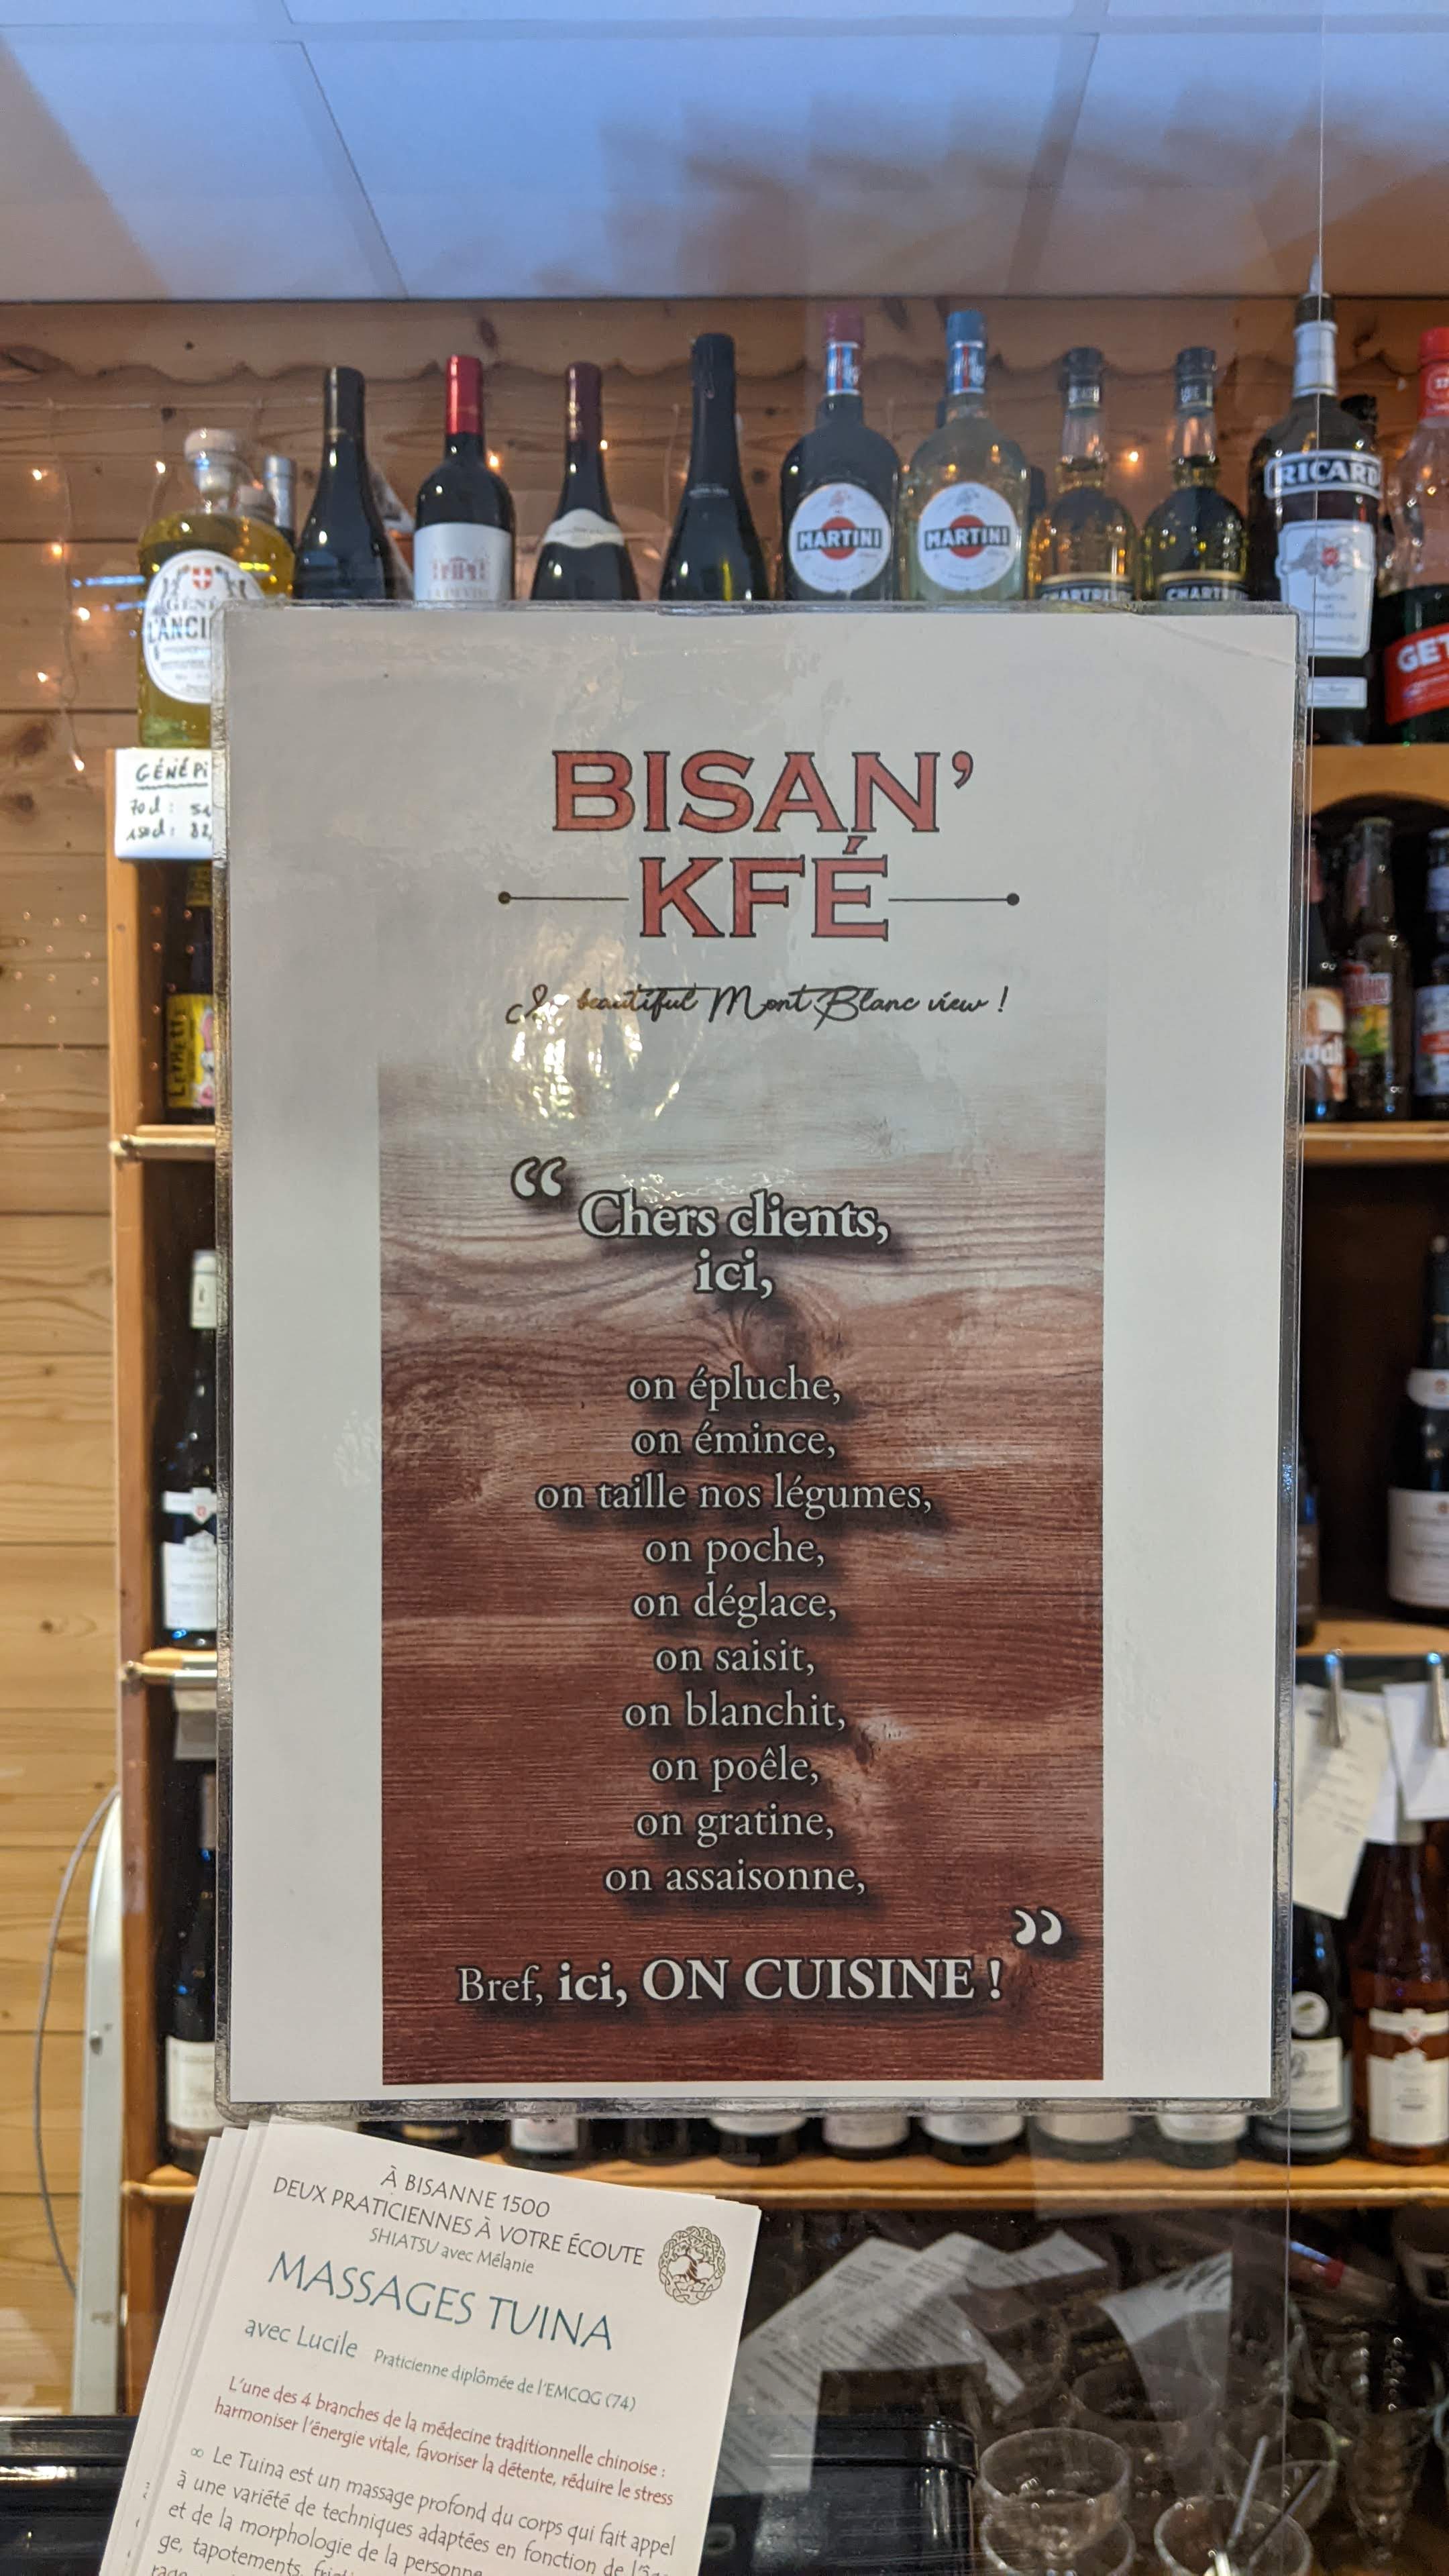 MARTINI
MARTINI
RICARD
GÉNÉPI
70cl :
150cl :
BISAN’
KFÉ
beautiful Mont Blanc view !
“ Chers clients,
ici,
on épluche,
on émince,
on taille nos légumes,
on poche,
on déglace,
on saisit,
on blanchit,
on poêle,
on gratine,
on assaisonne,
”
Bref, ici, ON CUISINE !
À BISANNE 1500
DEUX PRATICIENNES À VOTRE ÉCOUTE
SHIATSU avec Mélanie
MASSAGES TUINA
avec Lucile Praticienne diplômée de l'EMCQG (74)
L'une des 4 branches de la médecine traditionnelle chinoise :
harmoniser l'énergie vitale, favoriser la détente, réduire le stress
∞ Le Tuina est un massage profond du corps qui fait appel
à une variété de techniques adaptées en fonction de
et de la morphologie de la personne
ge, tapotements,